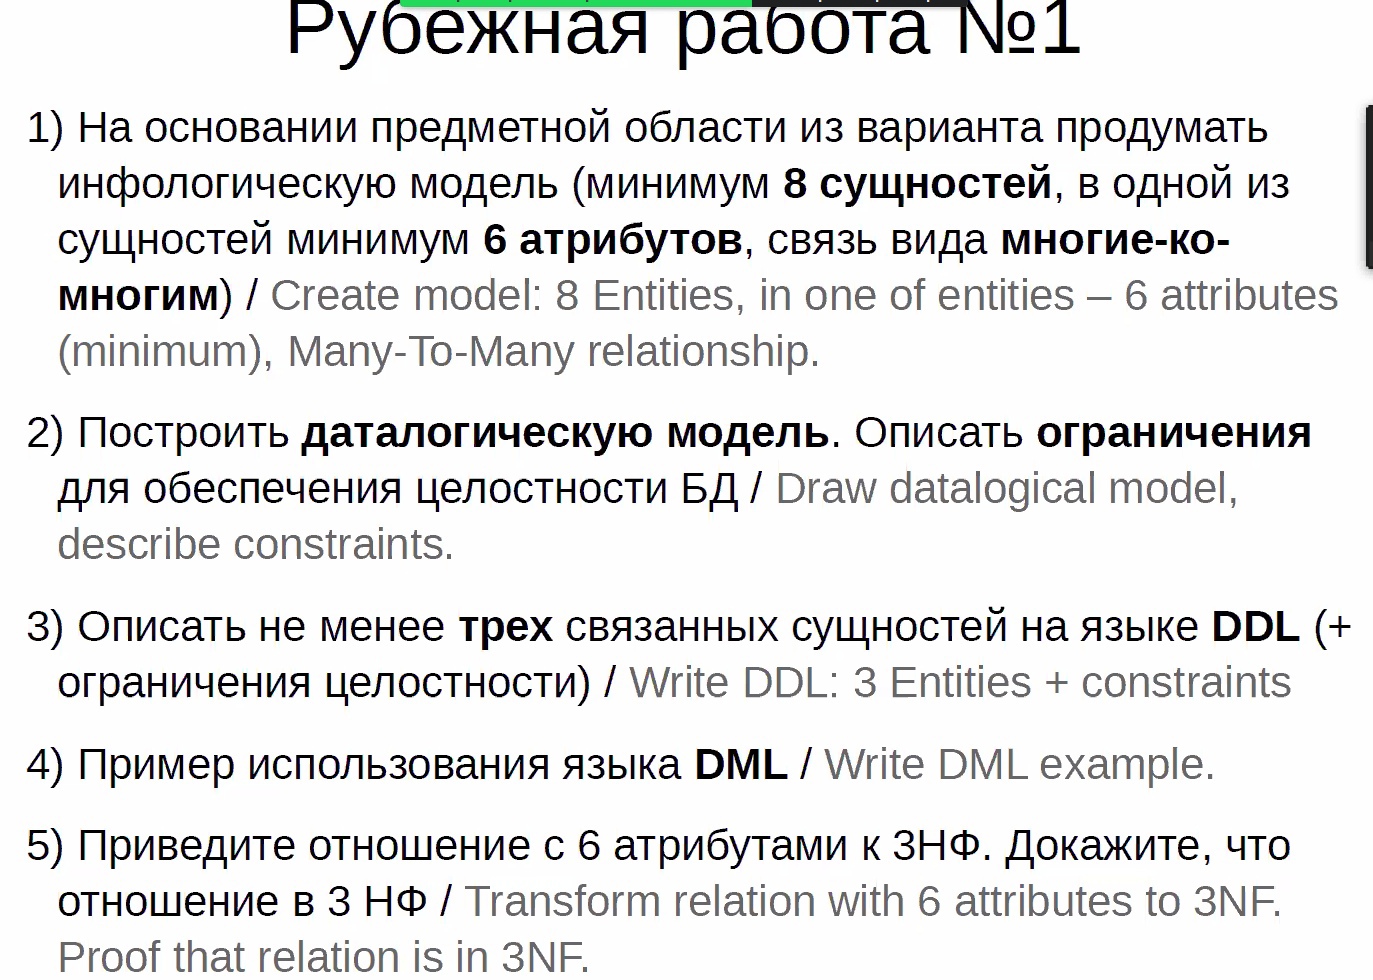 Рубежная работа №1
1) На основании предметной области из варианта продумать
инфологическую модель (минимум 8 сущностей, в одной из
сущностей минимум 6 атрибутов, связь вида многие-ко-
многим) / Create model: 8 Entities, in one of entities – 6 attributes
(minimum), Many-To-Many relationship.
2) Построить даталогическую модель. Описать ограничения
для обеспечения целостности БД / Draw datalogical model,
describe constraints.
3) Описать не менее трех связанных сущностей на языке DDL (+
ограничения целостности) / Write DDL: 3 Entities + constraints
4) Пример использования языка DML / Write DML example.
5) Приведите отношение с 6 атрибутами к 3НФ. Докажите, что
отношение в 3 НФ / Transform relation with 6 attributes to 3NF.
Proof that relation is in 3NF.